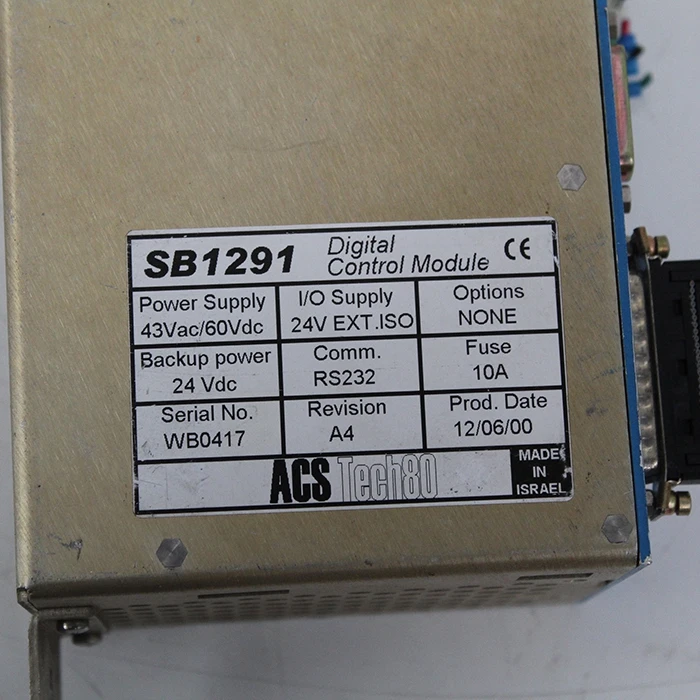 SB1291 Digital Control Module CE
Power Supply
43Vac/60Vdc
I/O Supply
24V EXT.ISO
Options
NONE
Backup power
24 Vdc
Comm.
RS232
Fuse
10A
Serial No.
WB0417
Revision
A4
Prod. Date
12/06/00
ACS Tech80
MADE
IN
ISRAEL